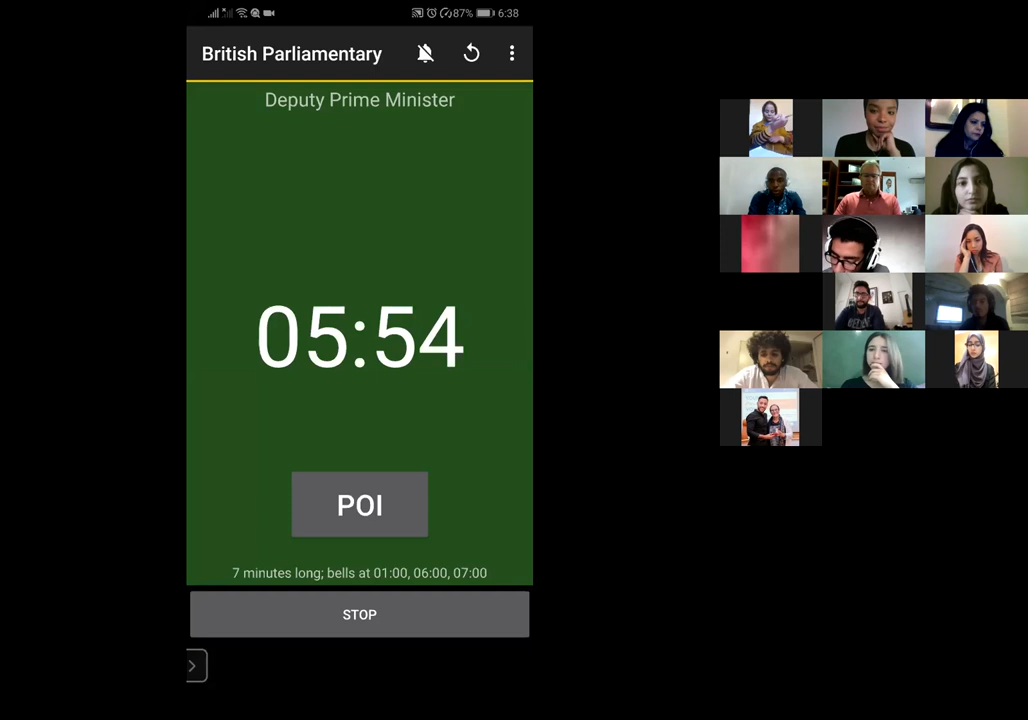 87% 6:38
British Parliamentary
Deputy Prime Minister
05:54
POI
7 minutes long; bells at 01:00, 06:00, 07:00
STOP